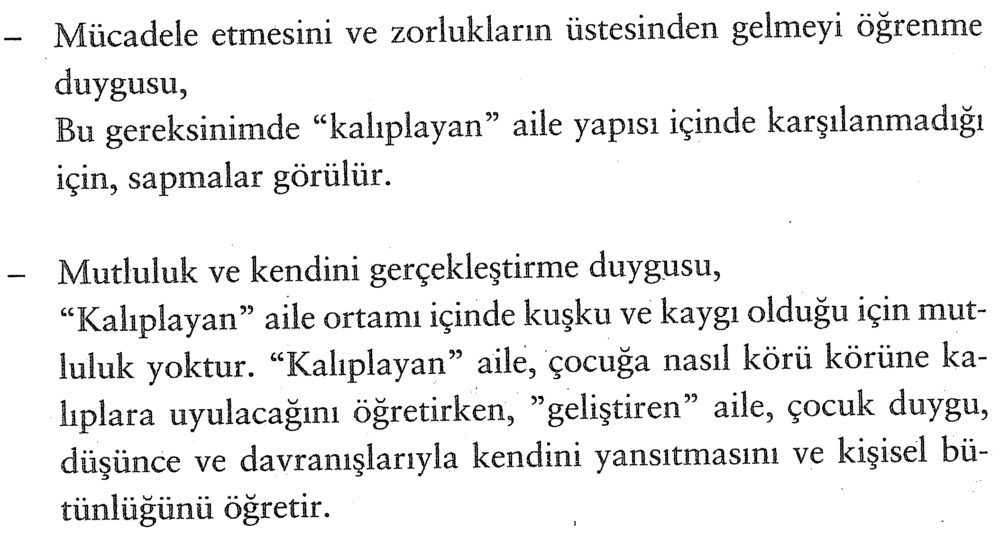 – Mücadele etmesini ve zorlukların üstesinden gelmeyi öğrenme
duygusu,
Bu gereksinimde “kalıplayan” aile yapısı içinde karşılanmadığı
için, sapmalar görülür.
– Mutluluk ve kendini gerçekleştirme duygusu,
“Kalıplayan” aile ortamı içinde kuşku ve kaygı olduğu için mut-
luluk yoktur. “Kalıplayan” aile, çocuğa nasıl körü körüne ka-
lıplara uyulacağını öğretirken, ”geliştiren” aile, çocuk duygu,
düşünce ve davranışlarıyla kendini yansıtmasını ve kişisel bü-
tünlüğünü öğretir.